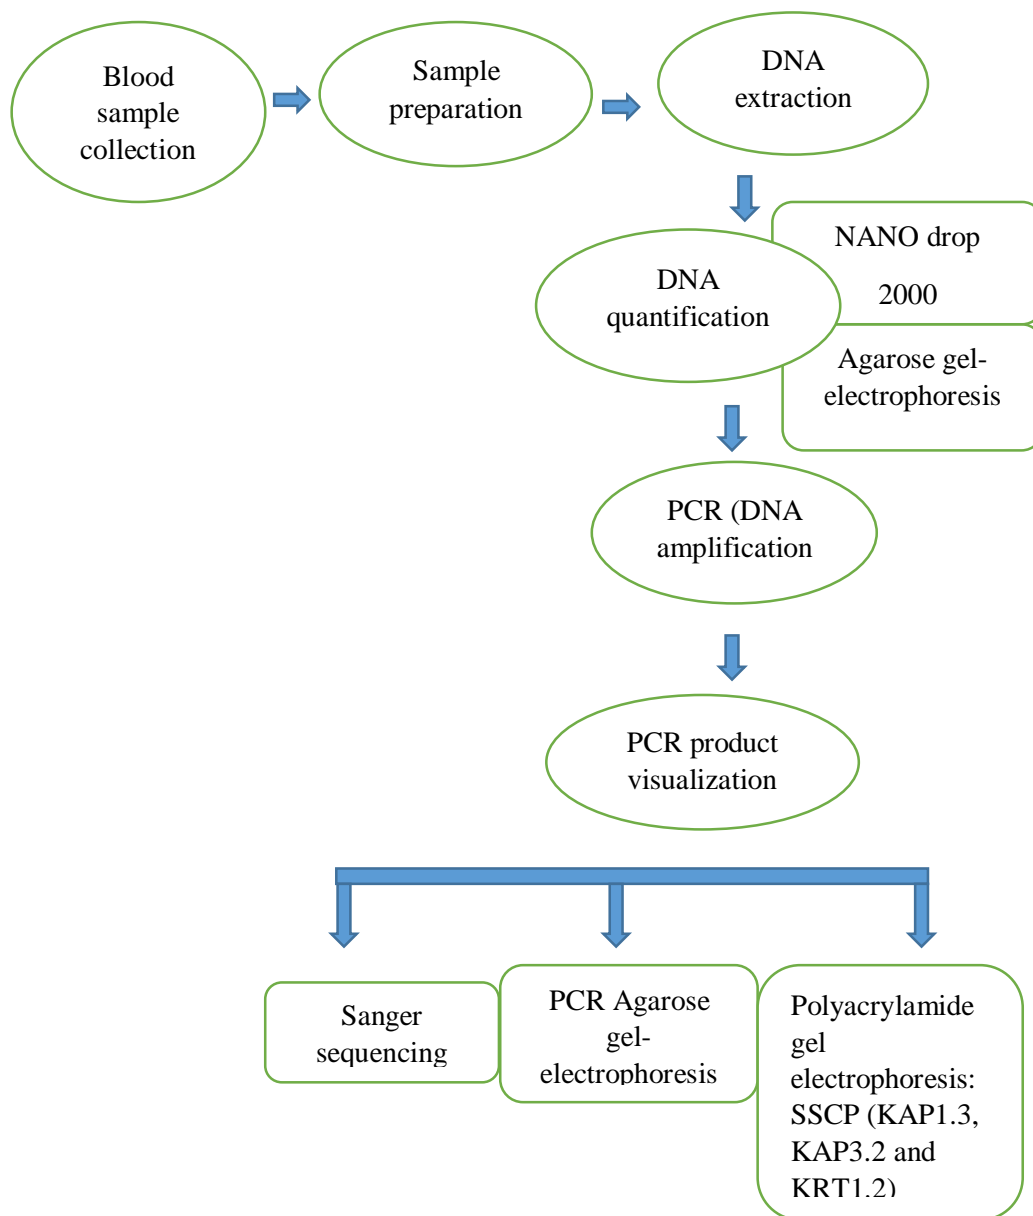 Blood
sample
collection
Sample
preparation
DNA
extraction
DNA
quantification
NANO drop
2000
Agarose gel-
electrophoresis
PCR (DNA
amplification
PCR product
visualization
Sanger
sequencing
PCR Agarose
gel-
electrophoresis
Polyacrylamide
gel
electrophoresis:
SSCP (KAP1.3,
KAP3.2 and
KRT1.2)